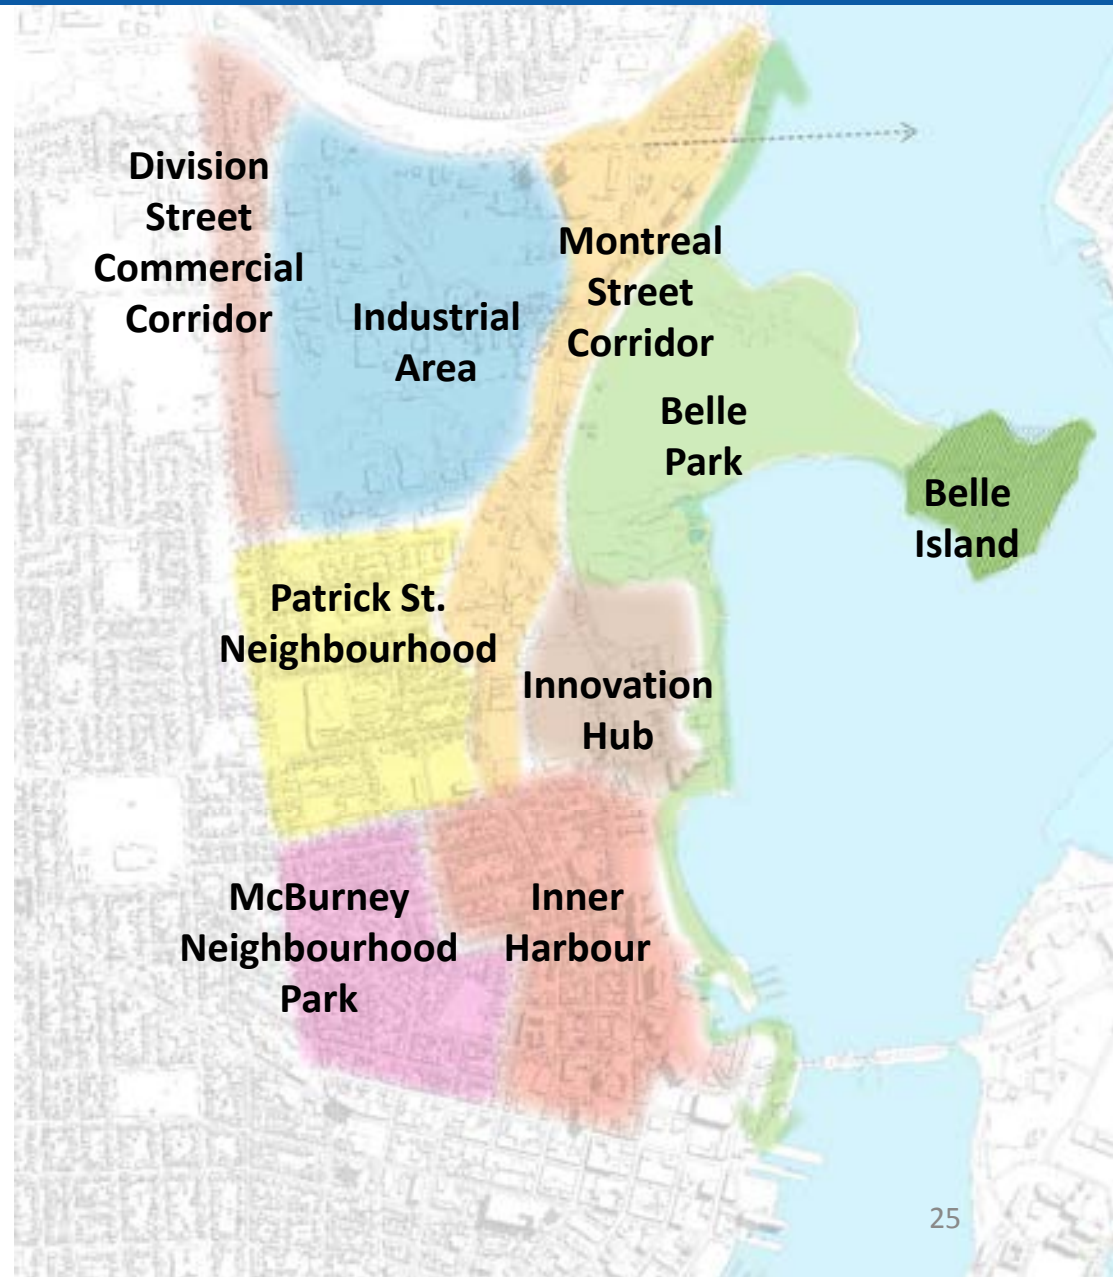 Division
Street
Commercial
Corridor
Industrial
Area
Montreal
Street
Corridor
Belle
Park
Belle
Island
Patrick St.
Neighbourhood
Innovation
Hub
McBurney
Neighbourhood
Park
Inner
Harbour
25